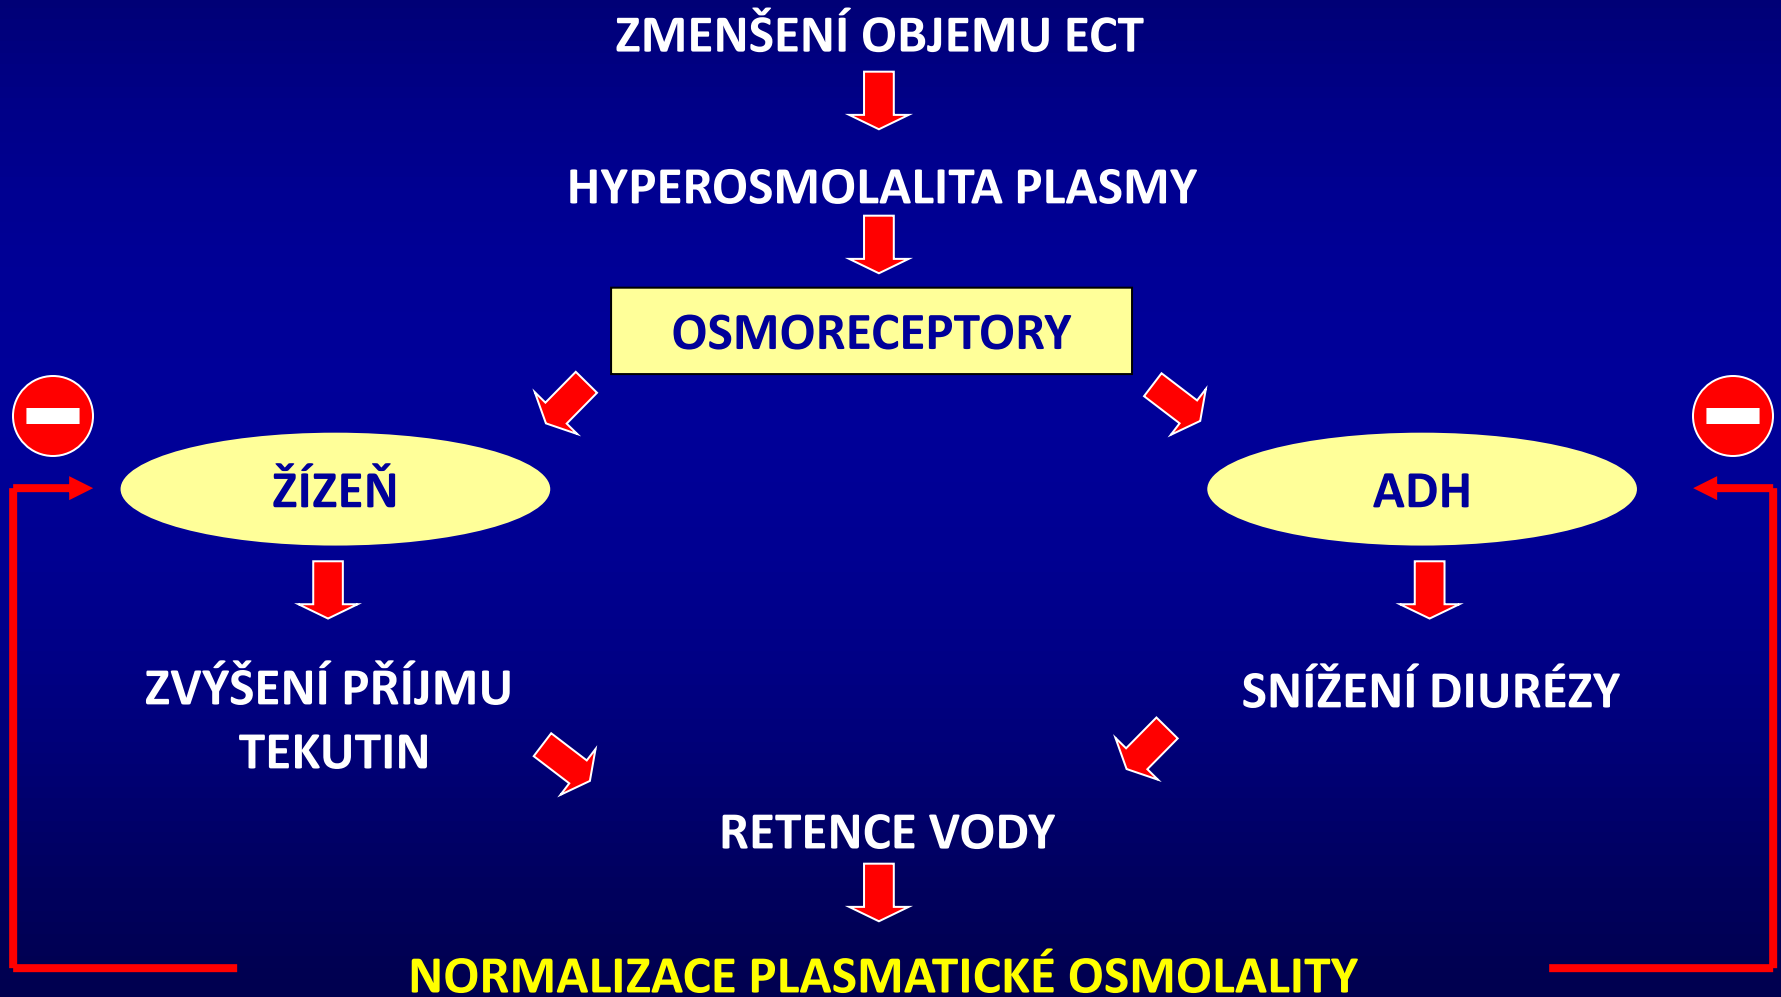 ZMENŠENÍ OBJEMU ECT
HYPEROSMOLALITA PLASMY
OSMORECEPTORY
ŽÍZEŇ
ADH
ZVÝŠENÍ PŘÍJMU
TEKUTIN
SNÍŽENÍ DIURÉZY
RETENCE VODY
NORMALIZACE PLASMATICKÉ OSMOLALITY